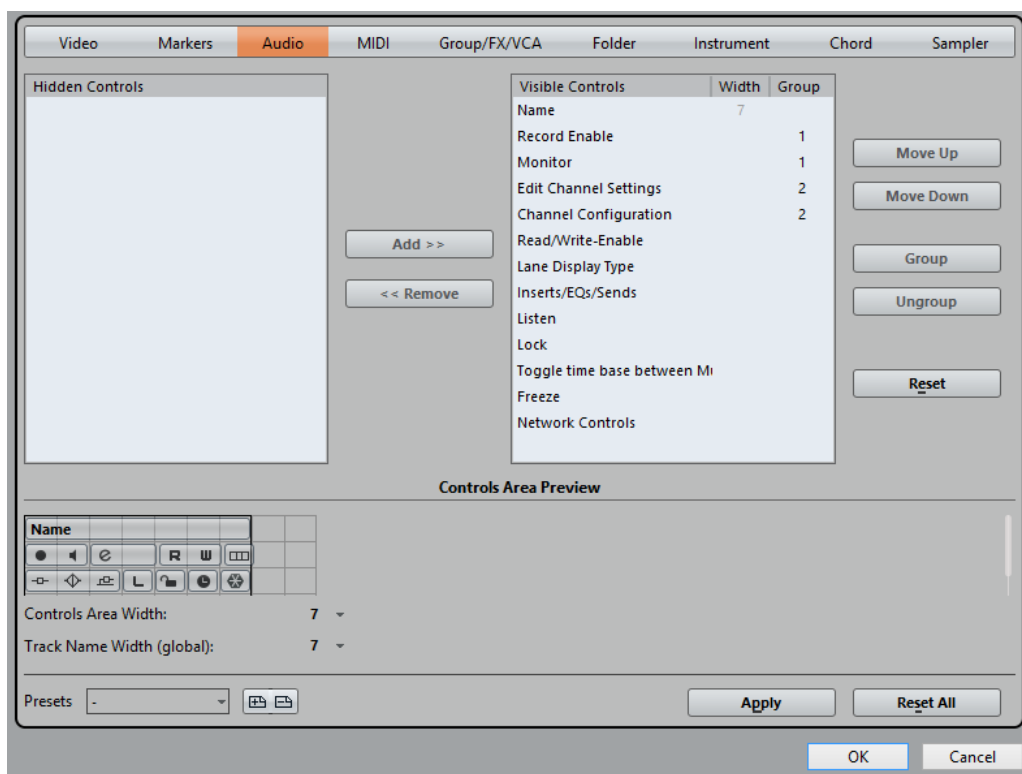 Video Markers Audio MIDI Group/FX/VCA Folder Instrument Chord Sampler
Hidden Controls
Visible Controls Width Group
Name 7
Record Enable 1
Monitor 1
Edit Channel Settings 2
Channel Configuration 2
Read/Write-Enable
Lane Display Type
Inserts/EQs/Sends
Listen
Lock
Toggle time base between Mu
Freeze
Network Controls
Add >>
<< Remove
Move Up
Move Down
Group
Ungroup
Reset
Controls Area Preview
Name
e R W
L
Controls Area Width: 7
Track Name Width (global): 7
Presets -
Apply
Reset All
OK
Cancel